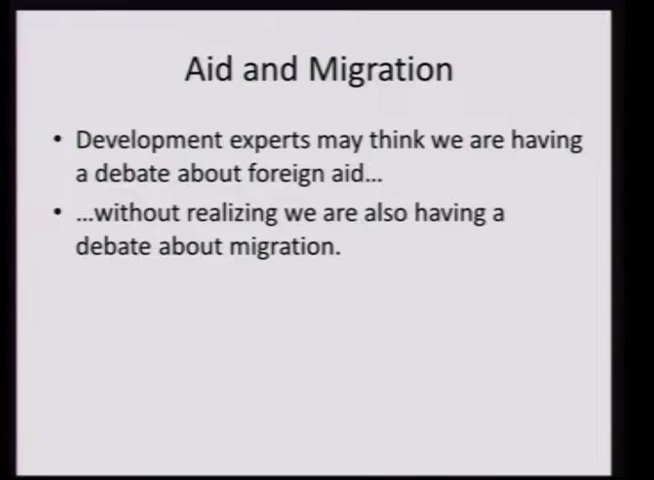 Aid and Migration
• Development experts may think we are having
a debate about foreign aid...
• ...without realizing we are also having a
debate about migration.